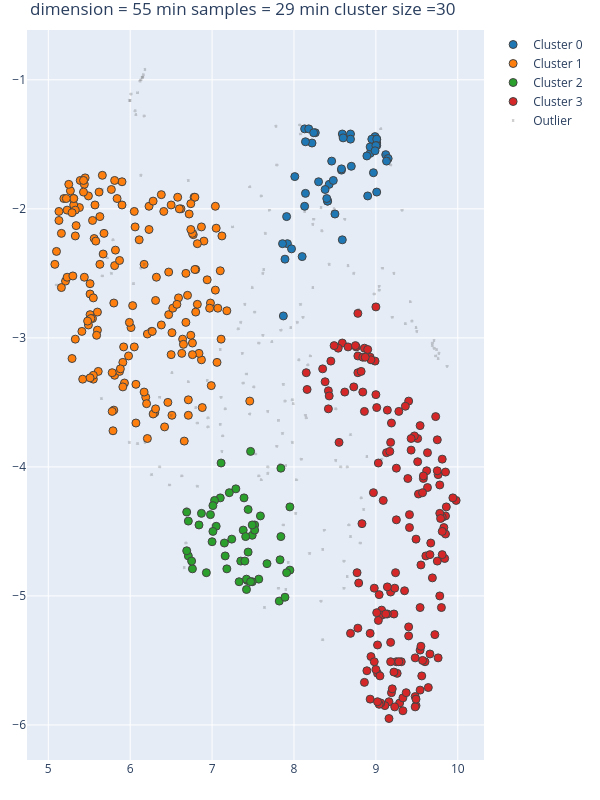 dimension = 55 min samples = 29 min cluster size =30
Cluster 0
Cluster 1
Cluster 2
Cluster 3
Outlier
−1
−2
−3
−4
−5
−6
5 6 7 8 9 10